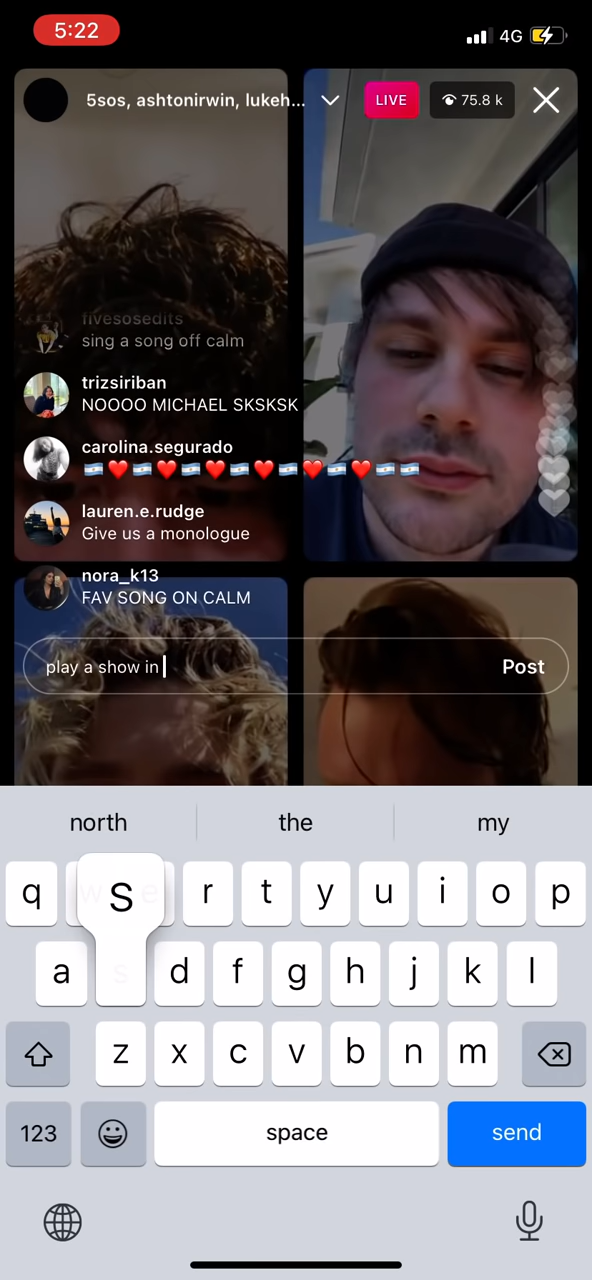 5:22
4G
5sos, ashtonirwin, lukeh...
LIVE
75.8 k
fivesosedits
sing a song off calm
trizsiriban
NOOOO MICHAEL SKSKSK
carolina.segurado
🇦🇷❤️🇦🇷❤️🇦🇷❤️🇦🇷❤️🇦🇷❤️🇦🇷❤️🇦🇷🇦🇷
lauren.e.rudge
Give us a monologue
nora_k13
FAV SONG ON CALM
play a show in
Post
north the my
q w S e r t y u i o p
a s d f g h j k l
z x c v b n m
123 space send